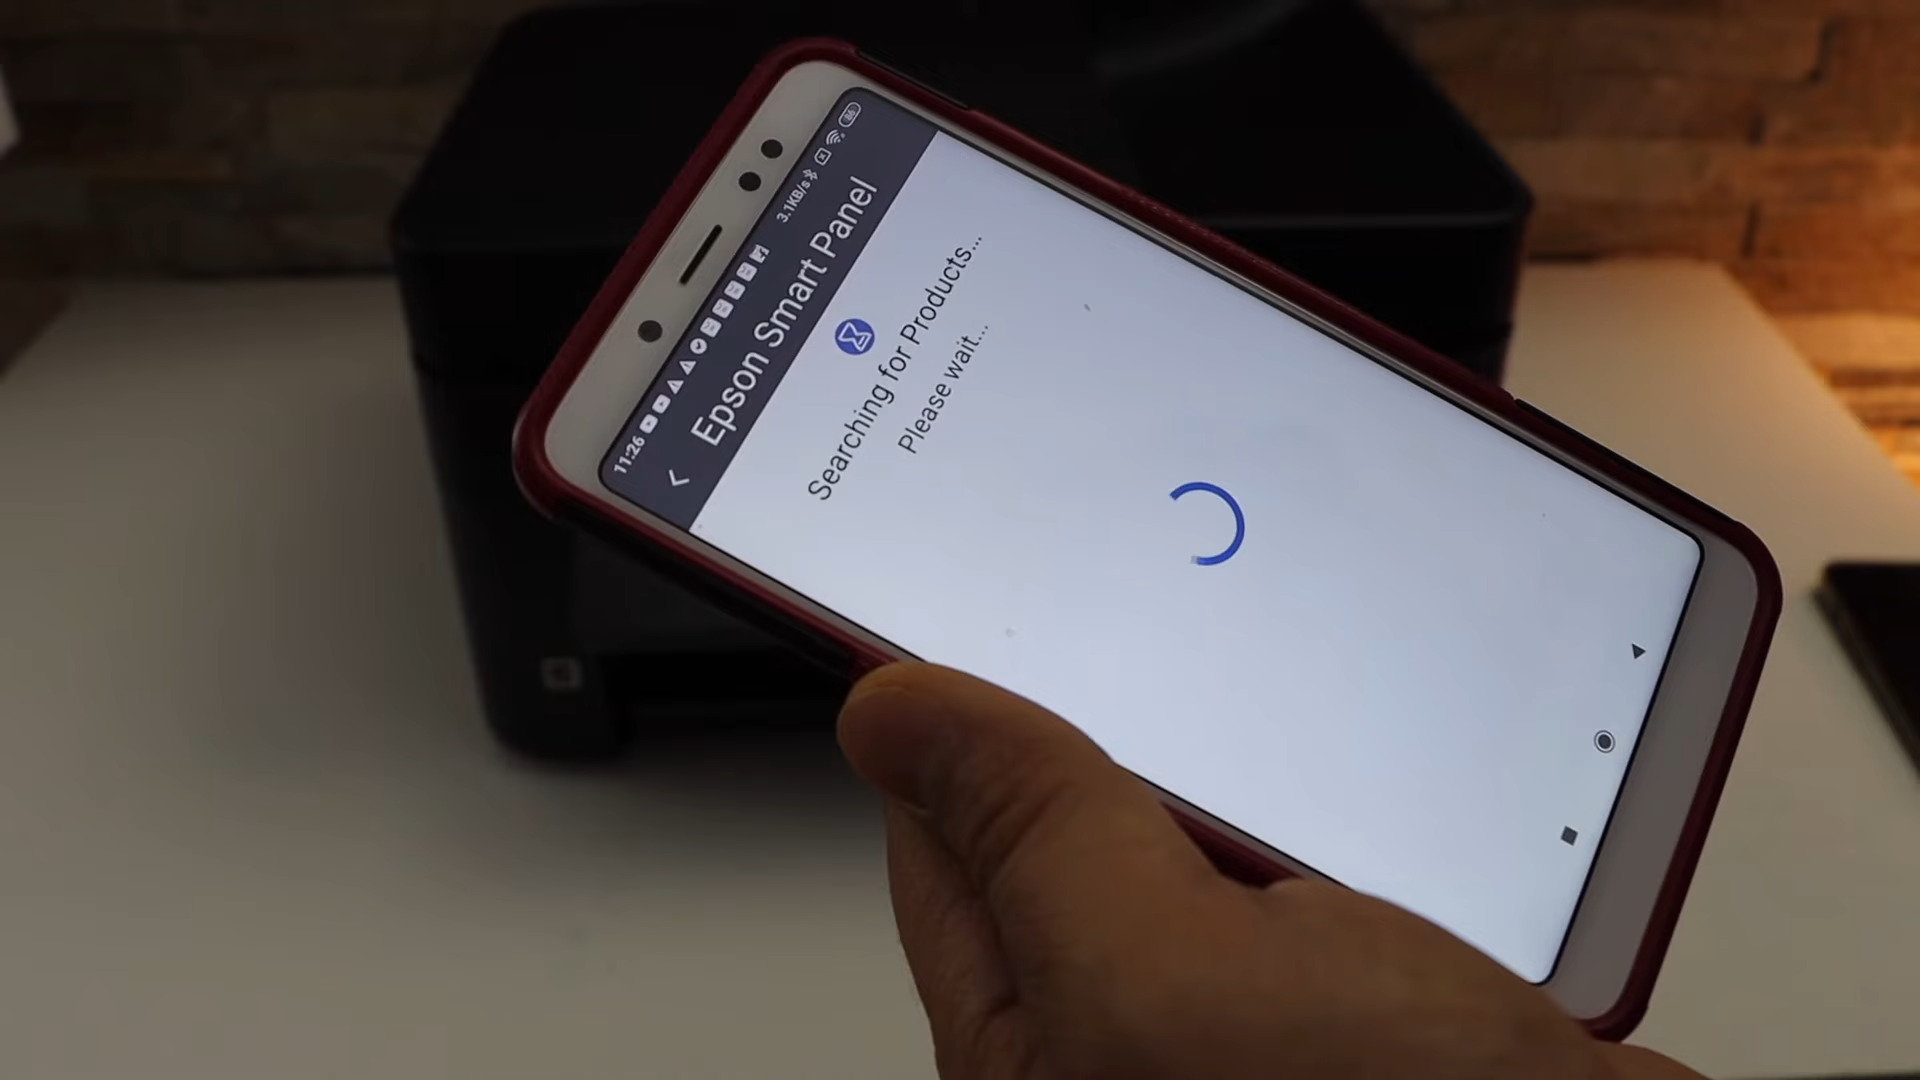 11:26 3.1KB/s
Epson Smart Panel
Searching for Products...
Please wait...